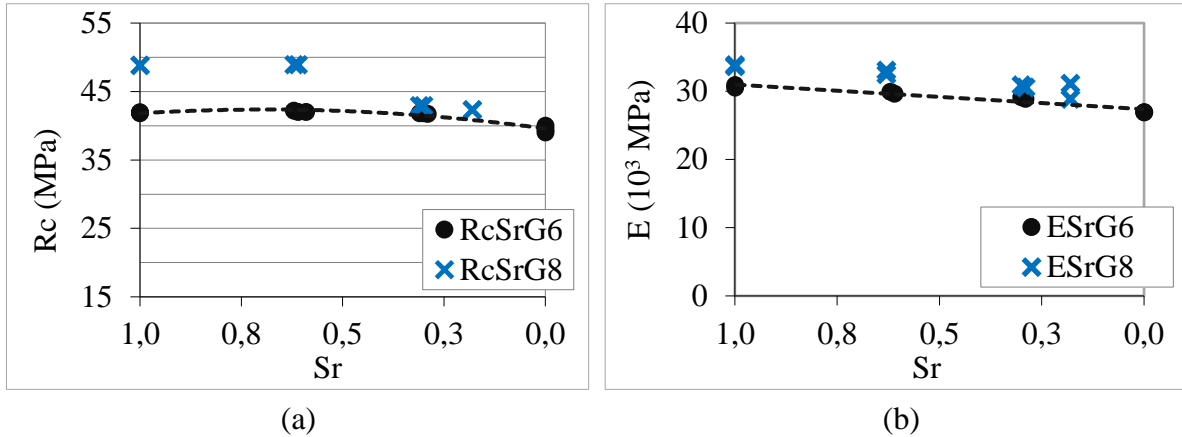 55
45
35
25
15
Rc (MPa)
RcSrG6
RcSrG8
1,0 0,8 0,5 0,3 0,0
Sr
(a)
40
30
20
10
0
E (10³ MPa)
ESrG6
ESrG8
1,0 0,8 0,5 0,3 0,0
Sr
(b)